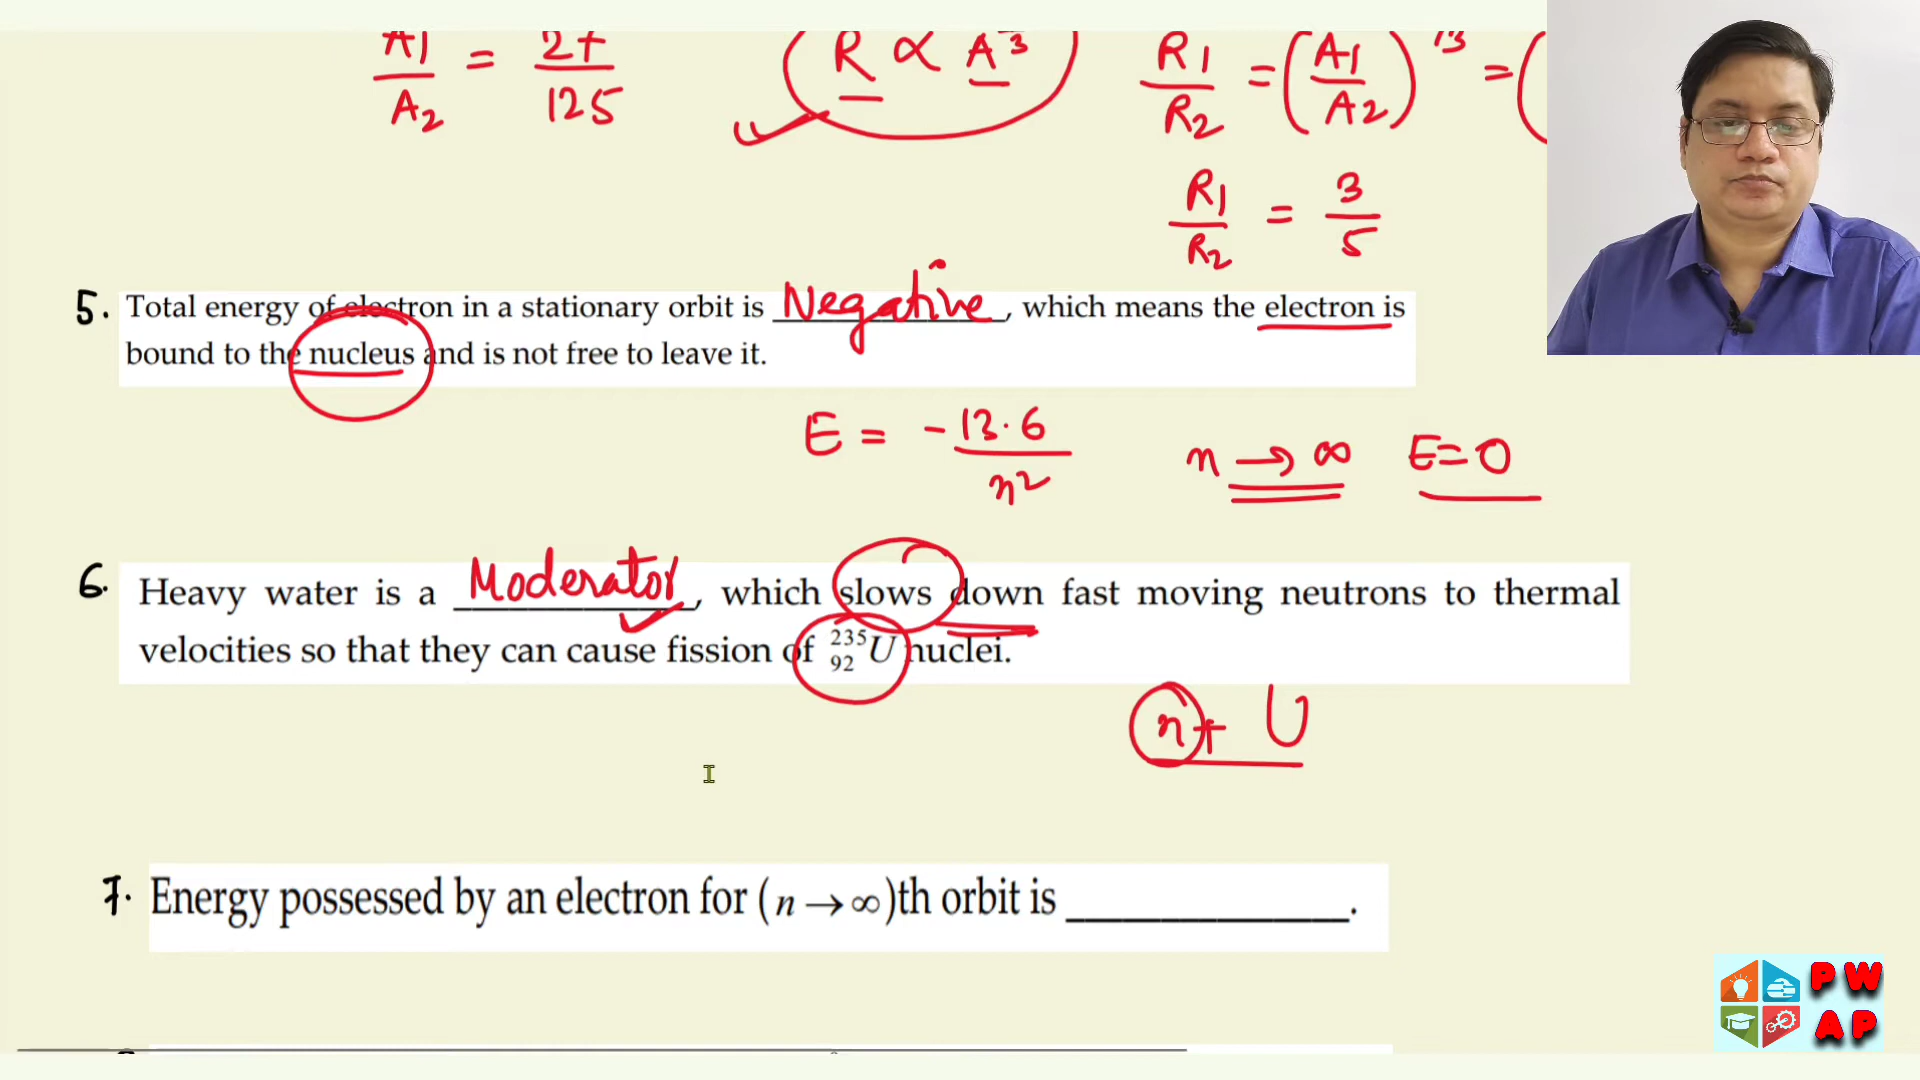 A1 / A2 = 27 / 125
R ∝ A^3
R1 / R2 = (A1 / A2)^1/3 = (
R1 / R2 = 3 / 5
5. Total energy of electron in a stationary orbit is Negative, which means the electron is
bound to the nucleus and is not free to leave it.
E = -13.6 / n²
n → ∞ E=0
6. Heavy water is a Moderator, which slows down fast moving neutrons to thermal
velocities so that they can cause fission of ²³⁵₉₂U nuclei.
n + U
7. Energy possessed by an electron for (n → ∞)th orbit is ______________.
PW
AP